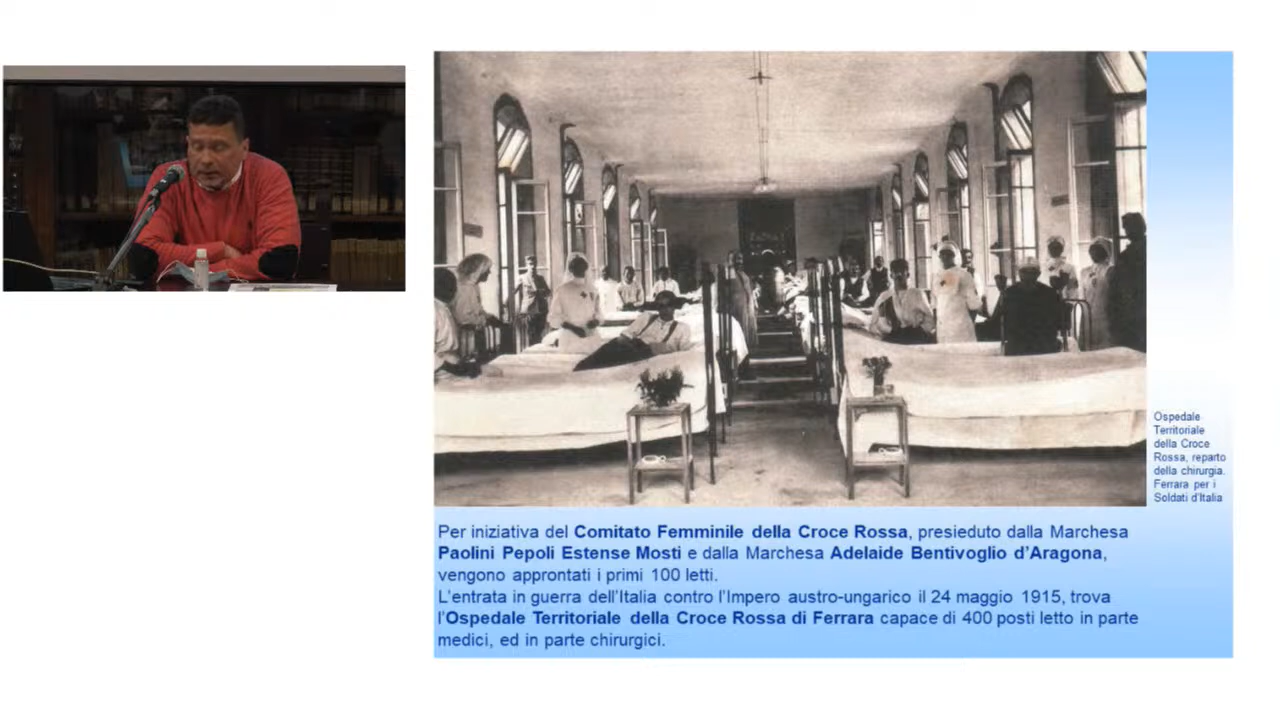 Ospedale
Territoriale
della Croce
Rossa, reparto
della chirurgia.
Ferrara per i
Soldati d'Italia
Per iniziativa del Comitato Femminile della Croce Rossa, presieduto dalla Marchesa
Paolini Pepoli Estense Mosti e dalla Marchesa Adelaide Bentivoglio d'Aragona,
vengono approntati i primi 100 letti.
L'entrata in guerra dell'Italia contro l'Impero austro-ungarico il 24 maggio 1915, trova
l'Ospedale Territoriale della Croce Rossa di Ferrara capace di 400 posti letto in parte
medici, ed in parte chirurgici.